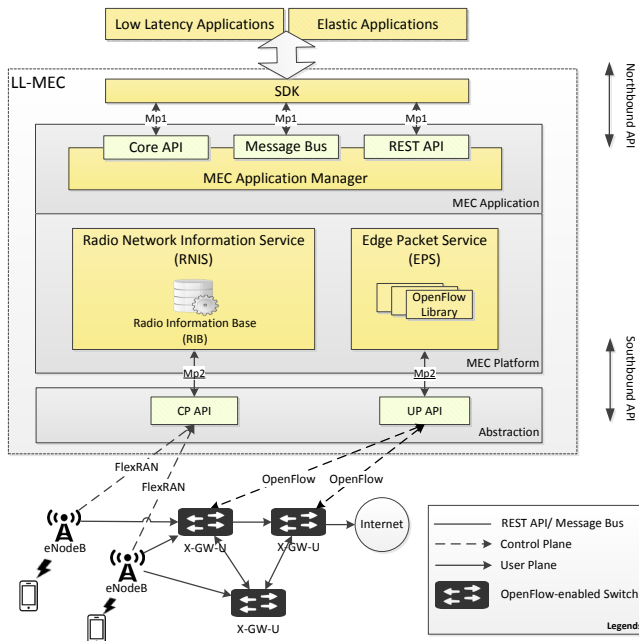 Low Latency Applications
Elastic Applications
LL-MEC
SDK
Mp1
Mp1
Mp1
Core API
Message Bus
REST API
MEC Application Manager
MEC Application
Northbound API
Radio Network Information Service
(RNIS)
Radio Information Base
(RIB)
Edge Packet Service
(EPS)
OpenFlow
Library
MEC Platform
Mp2
Mp2
CP API
UP API
Abstraction
Southbound API
FlexRAN
FlexRAN
OpenFlow
OpenFlow
eNodeB
eNodeB
X-GW-U
X-GW-U
X-GW-U
Internet
REST API/ Message Bus
Control Plane
User Plane
OpenFlow-enabled Switch
Legends